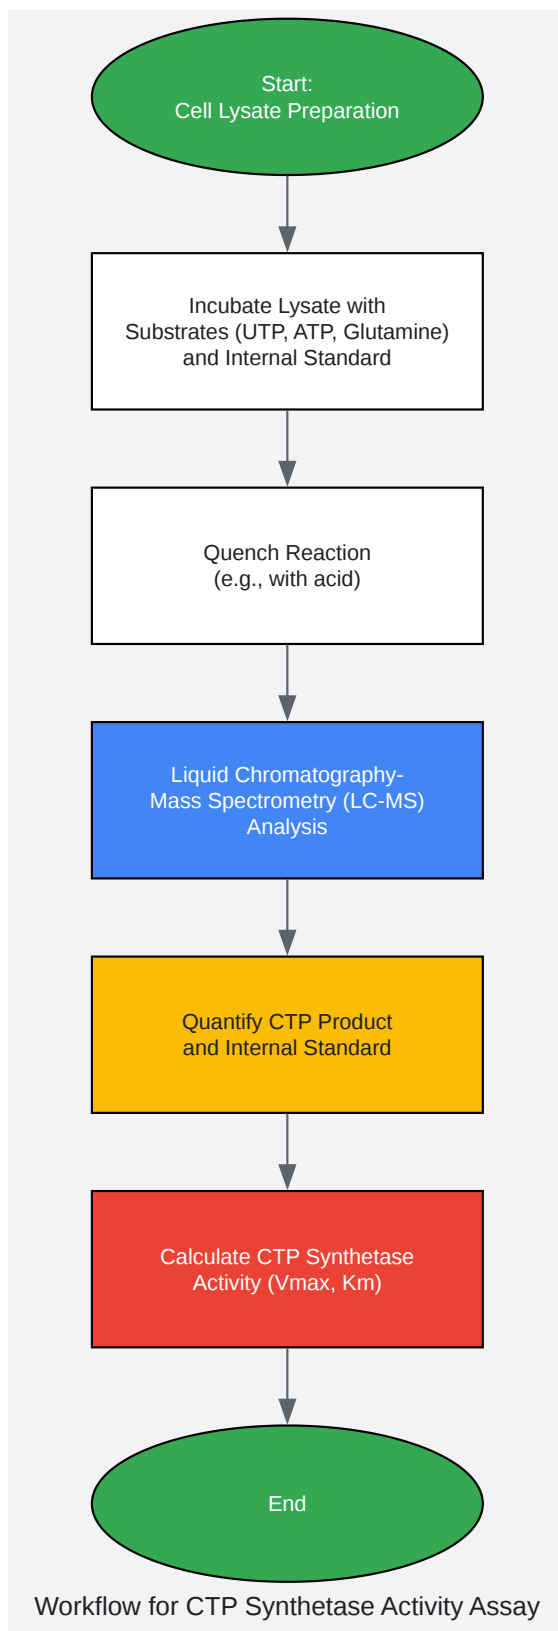 Start:
Cell Lysate Preparation
Incubate Lysate with
Substrates (UTP, ATP, Glutamine)
and Internal Standard
Quench Reaction
(e.g., with acid)
Liquid Chromatography-
Mass Spectrometry (LC-MS)
Analysis
Quantify CTP Product
and Internal Standard
Calculate CTP Synthetase
Activity (Vmax, Km)
End
Workflow for CTP Synthetase Activity Assay